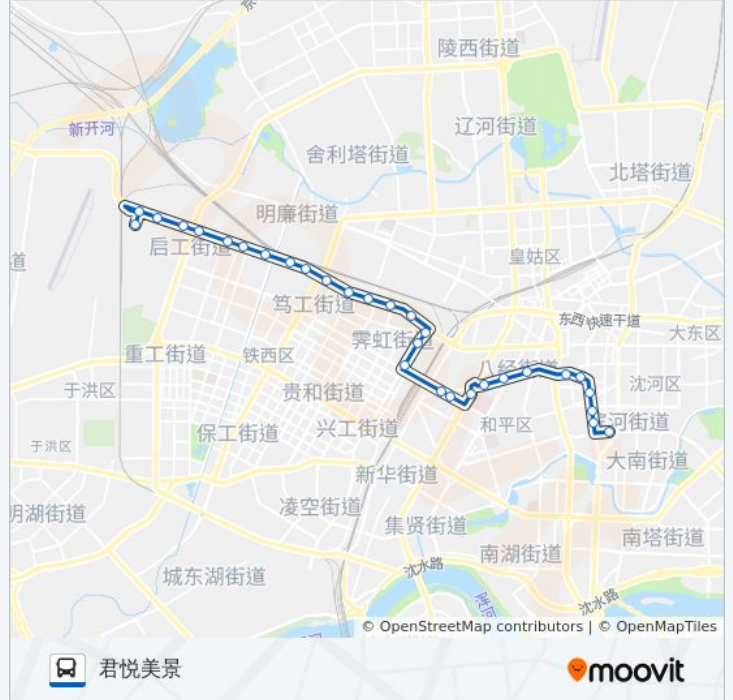 陵西街道
新开河
辽河街道
舍利塔街道
北塔街道
明廉街道
启工街道
皇姑区
道
笃工街道
东西快速干道
霁虹街道
大东区
重工街道
铁西区
八经街道
于洪区
贵和街道
沈河区
滨河街道
保工街道
兴工街道
和平区
于洪区
大南街道
新华街道
凌空街道
明湖街道
集贤街道
南塔街道
南湖街道
沈水路
城东湖街道
沈水路
© OpenStreetMap contributors | © OpenMapTiles
君悦美景
moovit